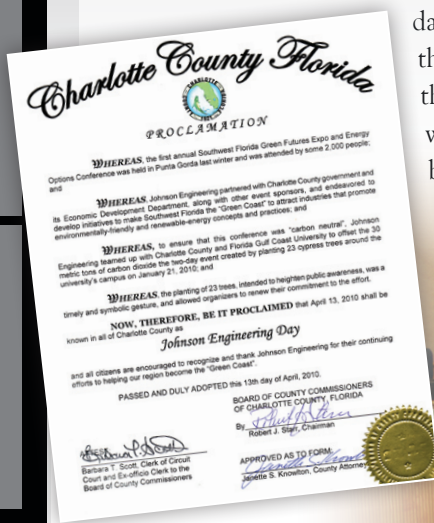 Charlotte County Florida
PROCLAMATION
WHEREAS, the first annual Southwest Florida Green Futures Expo and Energy
Options Conference was held in Punta Gorda last winter and was attended by some 2,000 people;
and
WHEREAS, Johnson Engineering partnered with Charlotte County government and
its Economic Development Department, along with other event sponsors, and endeavored to
develop initiatives to make Southwest Florida the "Green Coast" to attract industries that promote
environmentally-friendly and renewable-energy concepts and practices; and
WHEREAS, to ensure that this conference was "carbon neutral", Johnson
Engineering teamed up with Charlotte County and Florida Gulf Coast University to offset the 30
metric tons of carbon dioxide the two-day event created by planting 23 cypress trees around the
university's campus on January 21, 2010; and
WHEREAS, the planting of 23 trees, intended to heighten public awareness, was a
timely and symbolic gesture, and allowed organizers to renew their commitment to the effort.
NOW, THEREFORE, BE IT PROCLAIMED that April 13, 2010 shall be
known in all of Charlotte County as
Johnson Engineering Day
and all citizens are encouraged to recognize and thank Johnson Engineering for their continuing
efforts to helping our region become the "Green Coast".
PASSED AND DULY ADOPTED this 13th day of April, 2010.
BOARD OF COUNTY COMMISSIONERS
OF CHARLOTTE COUNTY, FLORIDA
By
Robert J. Starr, Chairman
Barbara T. Scott, Clerk of Circuit
Court and Ex-officio Clerk to the
Board of County Commissioners
APPROVED AS TO FORM:
Janette S. Knowlton, County Attorney
da
th
th